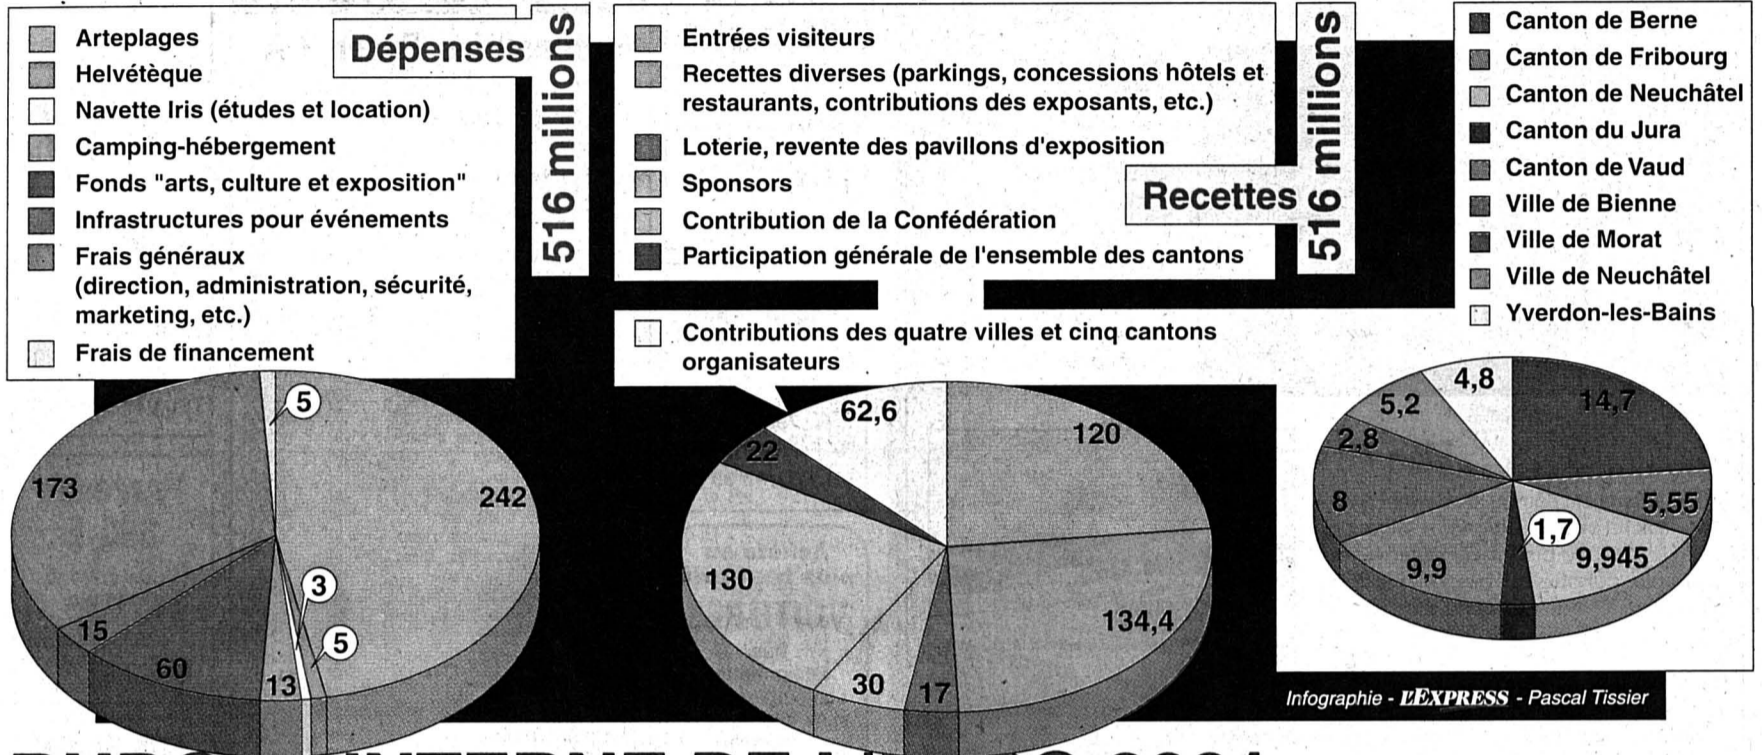 Dépenses
516 millions
Arteplages
Helvétèque
Navette Iris (études et location)
Camping-hébergement
Fonds "arts, culture et exposition"
Infrastructures pour événements
Frais généraux
(direction, administration, sécurité,
marketing, etc.)
Frais de financement
5
242
173
3
5
15
60
13
Recettes
516 millions
Entrées visiteurs
Recettes diverses (parkings, concessions hôtels et
restaurants, contributions des exposants, etc.)
Loterie, revente des pavillons d'exposition
Sponsors
Contribution de la Confédération
Participation générale de l'ensemble des cantons
Contributions des quatre villes et cinq cantons
organisateurs
62,6
120
22
130
134,4
30
17
Canton de Berne
Canton de Fribourg
Canton de Neuchâtel
Canton du Jura
Canton de Vaud
Ville de Bienne
Ville de Morat
Ville de Neuchâtel
Yverdon-les-Bains
4,8
14,7
5,2
2,8
8
5,55
1,7
9,9
9,945
Infographie - L'EXPRESS - Pascal Tissier